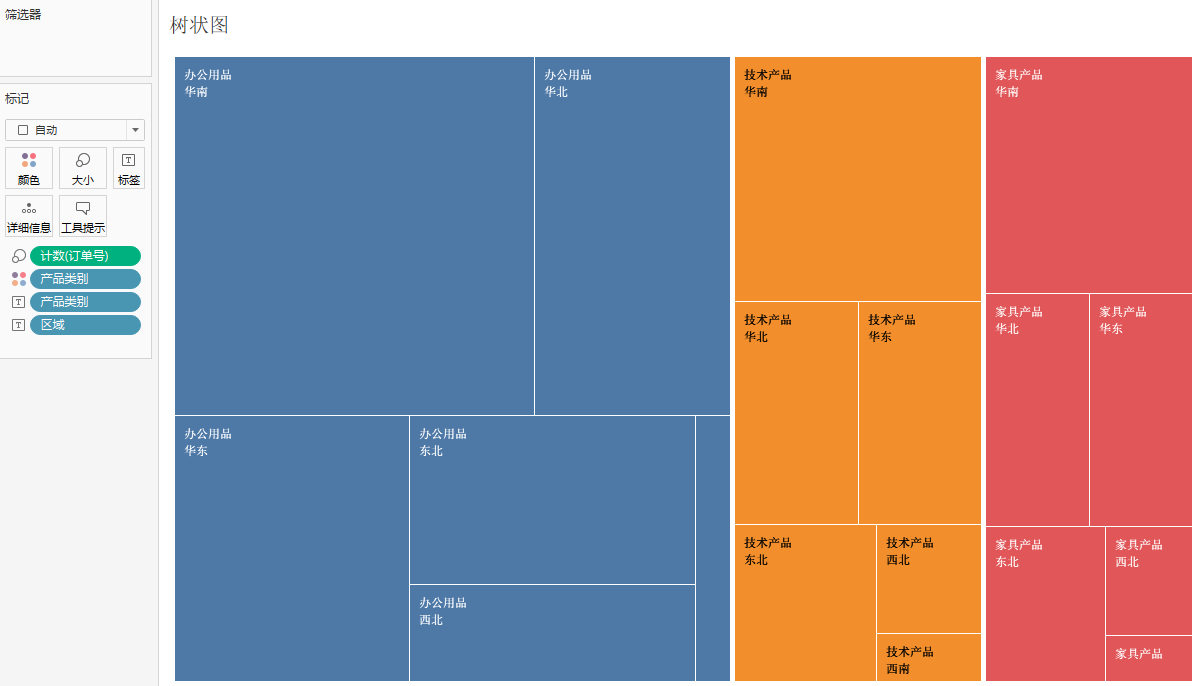 筛选器
树状图
标记
自动
颜色
大小
标签
详细信息
工具提示
计数(订单号)
产品类别
产品类别
区域
办公用品
华南
办公用品
华北
办公用品
华东
办公用品
东北
办公用品
西北
技术产品
华南
技术产品
华北
技术产品
华东
技术产品
东北
技术产品
西北
技术产品
西南
家具产品
华南
家具产品
华北
家具产品
华东
家具产品
东北
家具产品
西北
家具产品